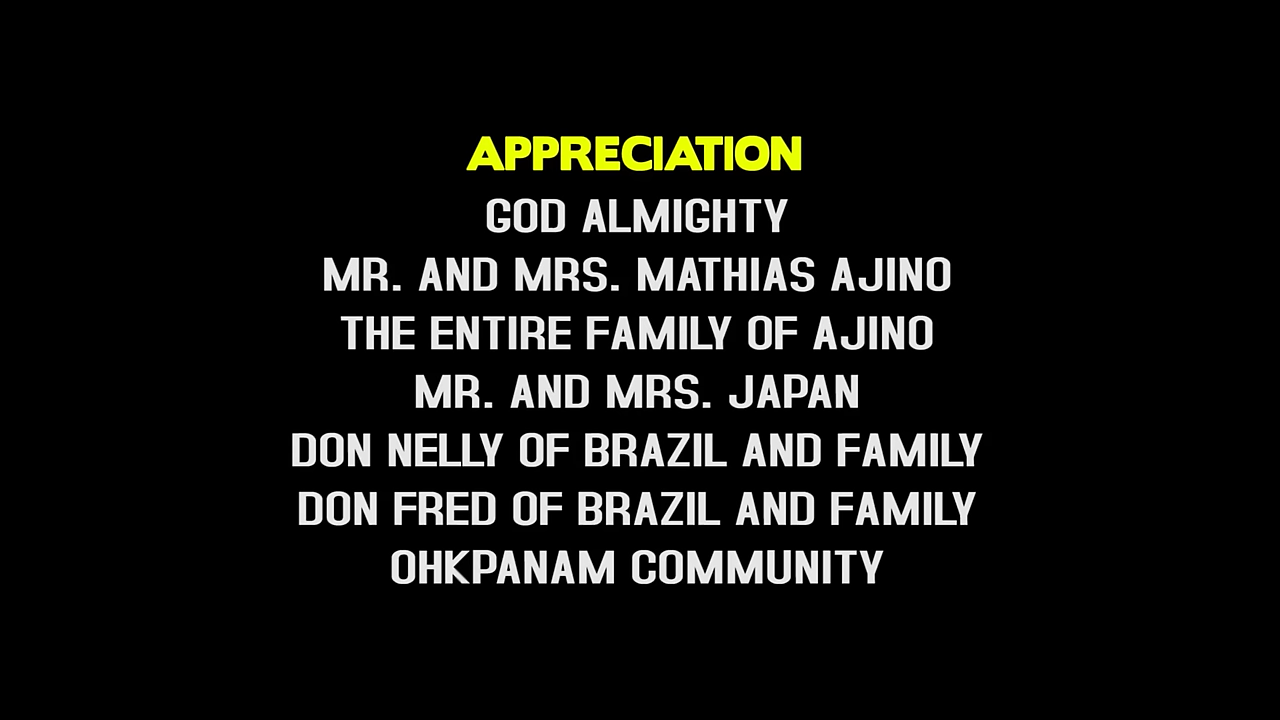 APPRECIATION
GOD ALMIGHTY
MR. AND MRS. MATHIAS AJINO
THE ENTIRE FAMILY OF AJINO
MR. AND MRS. JAPAN
DON NELLY OF BRAZIL AND FAMILY
DON FRED OF BRAZIL AND FAMILY
OHKPANAM COMMUNITY